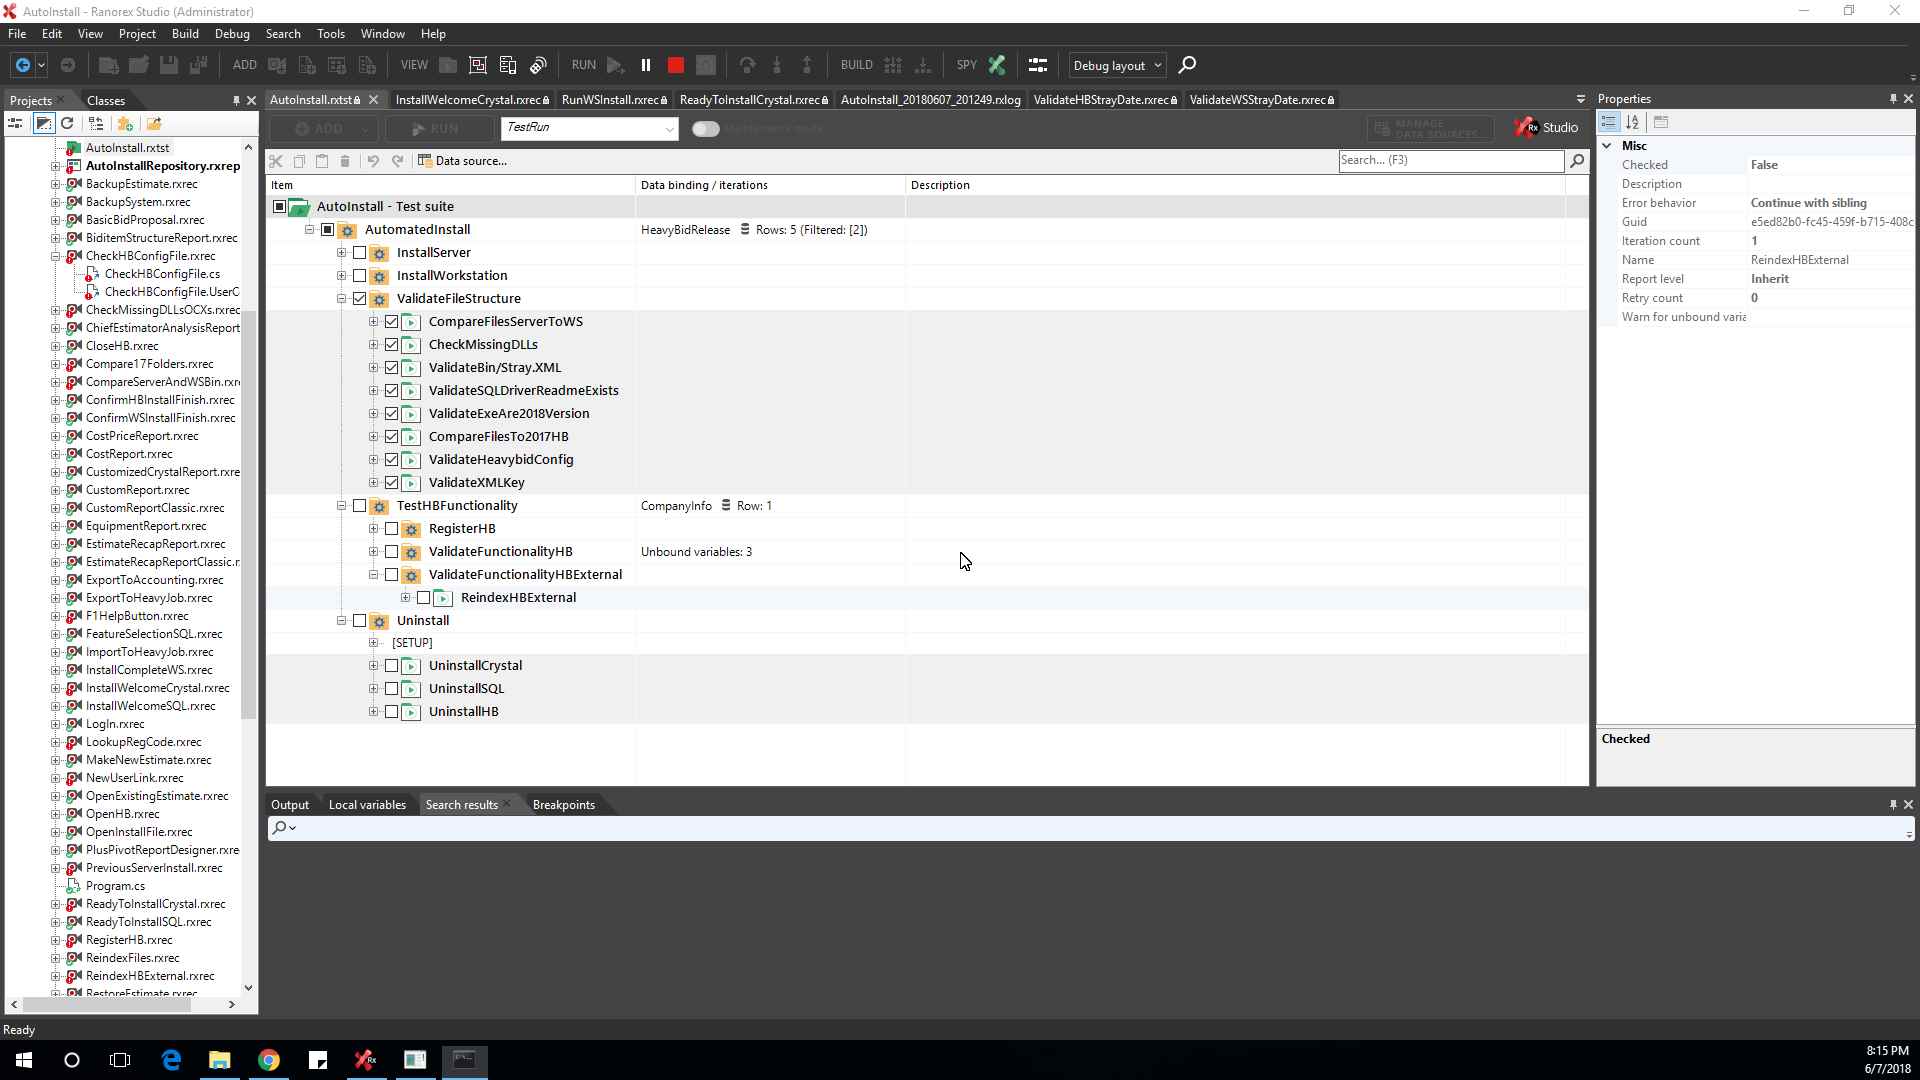 AutoInstall - Ranorex Studio (Administrator)
File Edit View Project Build Debug Search Tools Window Help
ADD VIEW RUN BUILD SPY Debug layout
Projects Classes
AutoInstall.rxtst InstallWelcomeCrystal.rxrec RunWSInstall.rxrec ReadyToInstallCrystal.rxrec AutoInstall_20180607_201249.rxlog ValidateHBStrayDate.rxrec ValidateWSStrayDate.rxrec
ADD RUN TestRun MANAGE DATA SOURCES... Rx Studio
Data source... Search... (F3)
Item Data binding / iterations Description
AutoInstall - Test suite
AutomatedInstall HeavyBidRelease Rows: 5 (Filtered: [2])
InstallServer
InstallWorkstation
ValidateFileStructure
CompareFilesServerToWS
CheckMissingDLLs
ValidateBin/Stray.XML
ValidateSQLDriverReadmeExists
ValidateExeAre2018Version
CompareFilesTo2017HB
ValidateHeavybidConfig
ValidateXMLKey
TestHBFunctionality CompanyInfo Row: 1
RegisterHB
ValidateFunctionalityHB Unbound variables: 3
ValidateFunctionalityHBExternal
ReindexHBExternal
Uninstall
[SETUP]
UninstallCrystal
UninstallSQL
UninstallHB
AutoInstall.rxtst
AutoInstallRepository.rxrep
BackupEstimate.rxrec
BackupSystem.rxrec
BasicBidProposal.rxrec
BiditemStructureReport.rxrec
CheckHBConfigFile.rxrec
CheckHBConfigFile.cs
CheckHBConfigFile.UserC
CheckMissingDLLsOCXs.rxrec
ChiefEstimatorAnalysisReport
CloseHB.rxrec
Compare17Folders.rxrec
CompareServerAndWSBin.rxre
ConfirmHBInstallFinish.rxrec
ConfirmWSInstallFinish.rxrec
CostPriceReport.rxrec
CostReport.rxrec
CustomizedCrystalReport.rxre
CustomReport.rxrec
CustomReportClassic.rxrec
EquipmentReport.rxrec
EstimateRecapReport.rxrec
EstimateRecapReportClassic.r
ExportToAccounting.rxrec
ExportToHeavyJob.rxrec
F1HelpButton.rxrec
FeatureSelectionSQL.rxrec
ImportToHeavyJob.rxrec
InstallCompleteWS.rxrec
InstallWelcomeCrystal.rxrec
InstallWelcomeSQL.rxrec
LogIn.rxrec
LookupRegCode.rxrec
MakeNewEstimate.rxrec
NewUserLink.rxrec
OpenExistingEstimate.rxrec
OpenHB.rxrec
OpenInstallFile.rxrec
PlusPivotReportDesigner.rxre
PreviousServerInstall.rxrec
Program.cs
ReadyToInstallCrystal.rxrec
ReadyToInstallSQL.rxrec
RegisterHB.rxrec
ReindexFiles.rxrec
ReindexHBExternal.rxrec
RestoreEstimate.rxrec
Properties
Misc
Checked False
Description
Error behavior Continue with sibling
Guid e5ed82b0-fc45-459f-b715-408c
Iteration count 1
Name ReindexHBExternal
Report level Inherit
Retry count 0
Warn for unbound varia
Checked
Output Local variables Search results Breakpoints
Ready
8:15 PM
6/7/2018